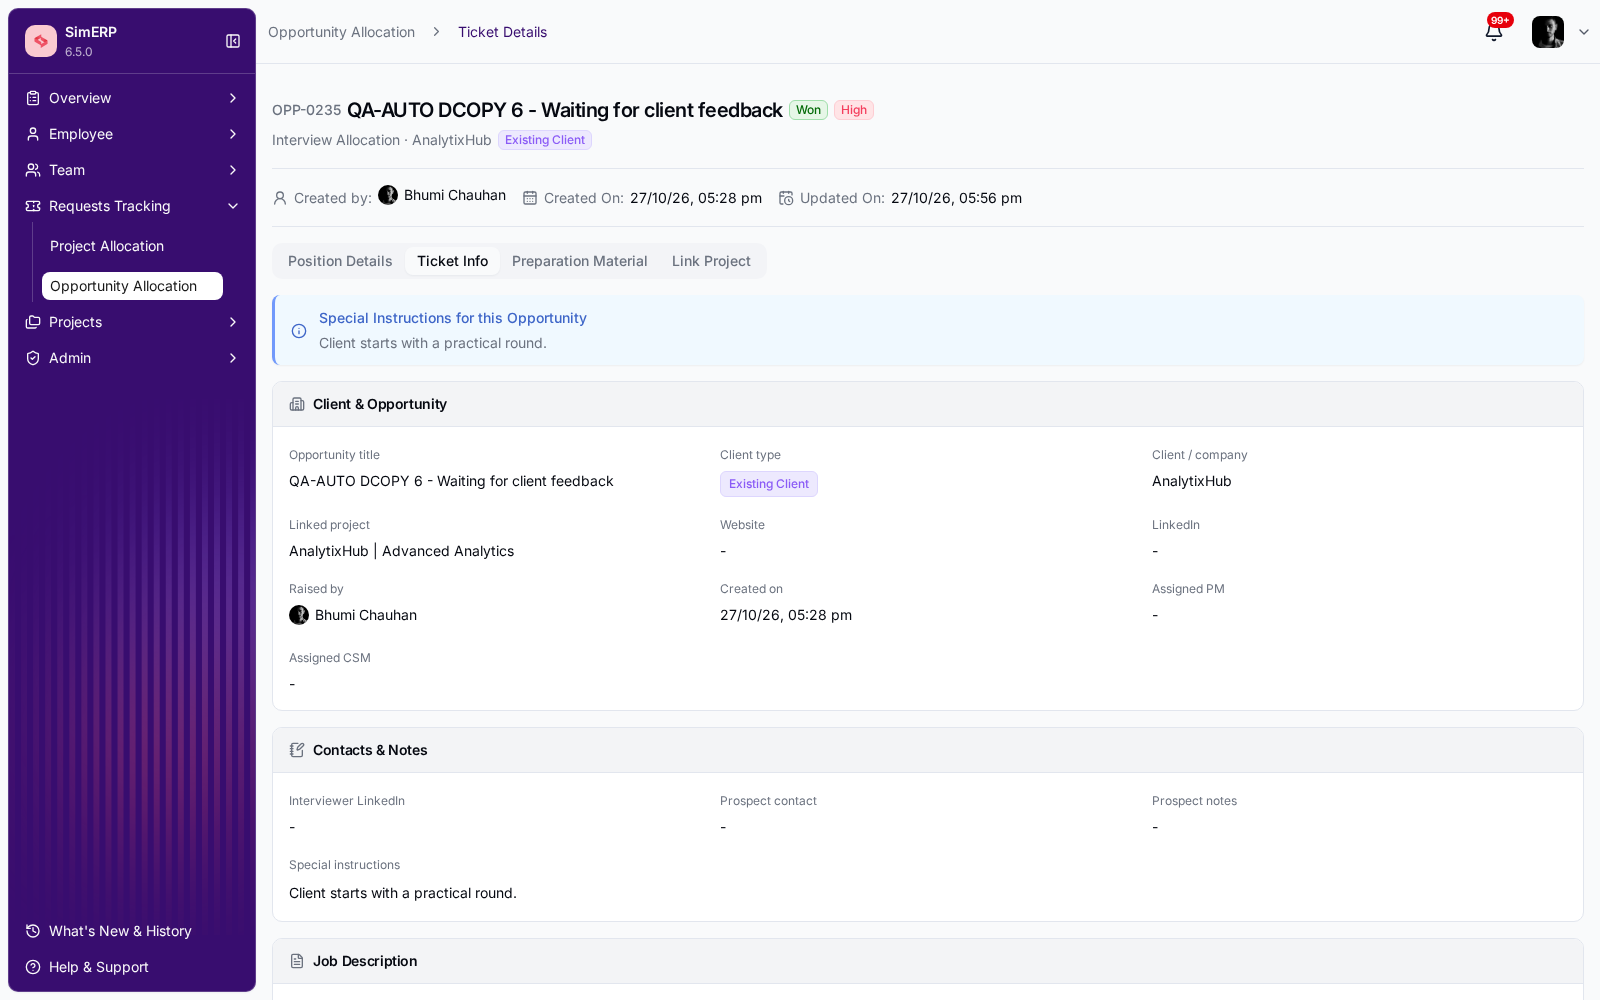 SimERP
6.5.0
Overview
Employee
Team
Requests Tracking
Project Allocation
Opportunity Allocation
Projects
Admin
What's New & History
Help & Support
Opportunity Allocation
Ticket Details
99+
OPP-0235 QA-AUTO DCOPY 6 - Waiting for client feedback Won High
Interview Allocation · AnalytixHub Existing Client
Created by: Bhumi Chauhan Created On: 27/10/26, 05:28 pm Updated On: 27/10/26, 05:56 pm
Position Details Ticket Info Preparation Material Link Project
Special Instructions for this Opportunity
Client starts with a practical round.
Client & Opportunity
Opportunity title
QA-AUTO DCOPY 6 - Waiting for client feedback
Client type
Existing Client
Client / company
AnalytixHub
Linked project
AnalytixHub | Advanced Analytics
Website
-
LinkedIn
-
Raised by
Bhumi Chauhan
Created on
27/10/26, 05:28 pm
Assigned PM
-
Assigned CSM
-
Contacts & Notes
Interviewer LinkedIn
-
Prospect contact
-
Prospect notes
-
Special instructions
Client starts with a practical round.
Job Description